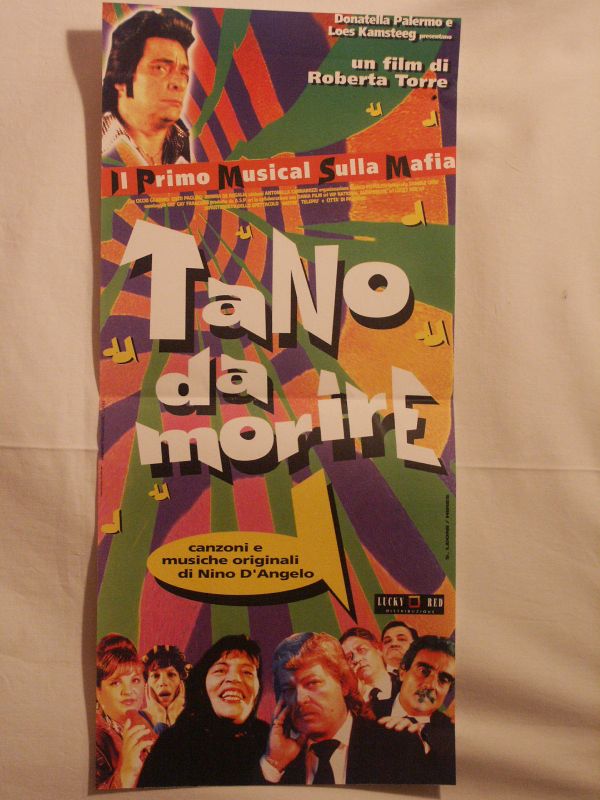 Donatella Palermo e
Loes Kamsteeg presentano
un film di
Roberta Torre
Il Primo Musical Sulla Mafia
TaNo
da
morirE
canzoni e
musiche originali
di Nino D'Angelo
LUCKY RED
DISTRIBUZIONE